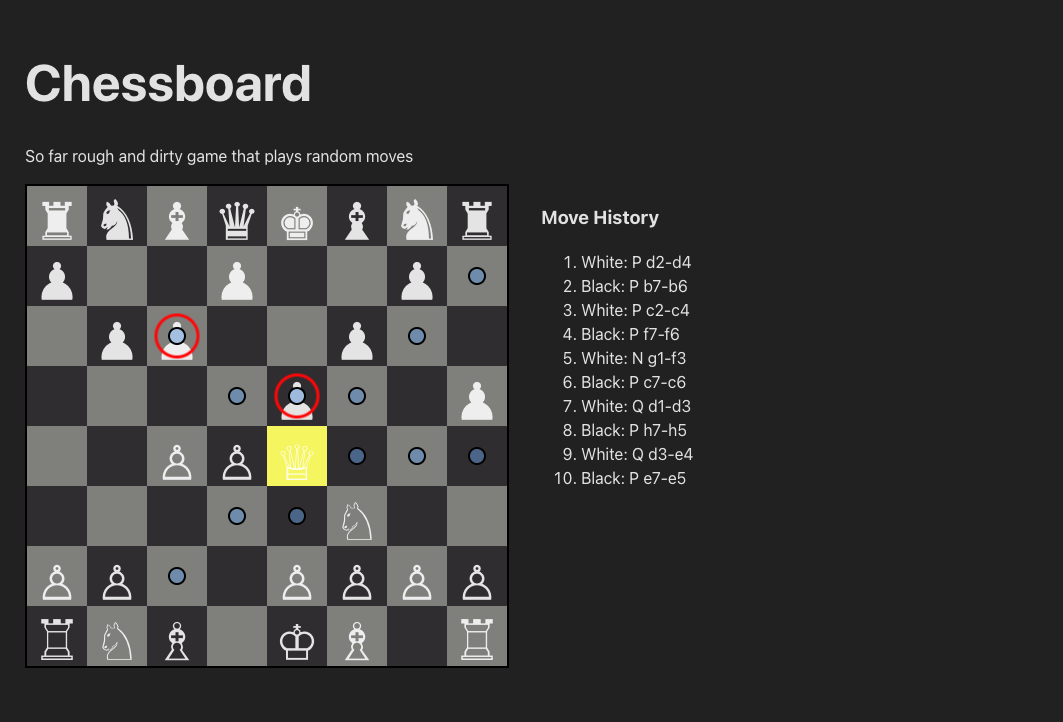 Chessboard
So far rough and dirty game that plays random moves
Move History
1. White: P d2-d4
2. Black: P b7-b6
3. White: P c2-c4
4. Black: P f7-f6
5. White: N g1-f3
6. Black: P c7-c6
7. White: Q d1-d3
8. Black: P h7-h5
9. White: Q d3-e4
10. Black: P e7-e5